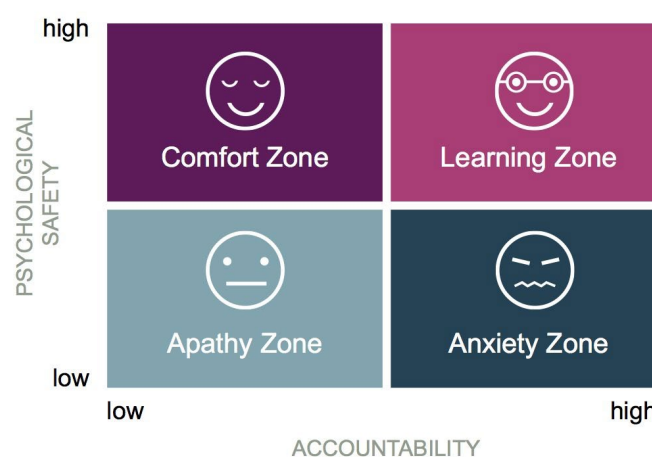 high
PSYCHOLOGICAL
SAFETY
Comfort Zone
Learning Zone
Apathy Zone
Anxiety Zone
low
low
high
ACCOUNTABILITY